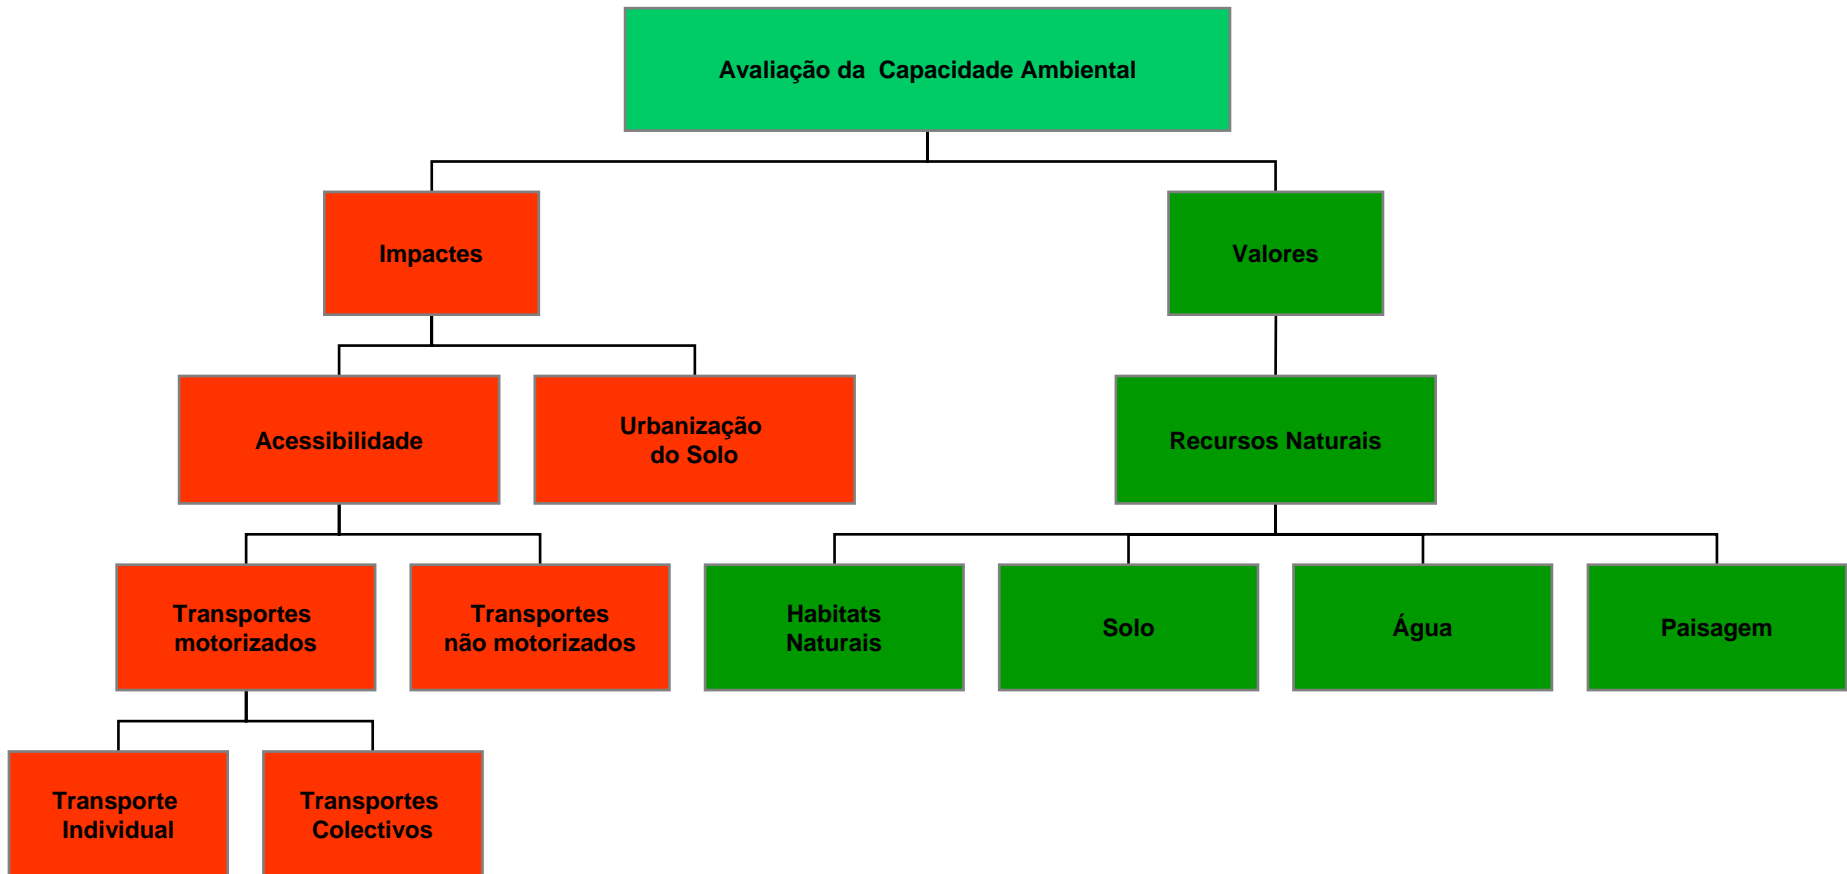 Avaliação da Capacidade Ambiental
Impactes
Valores
Acessibilidade
Urbanização
do Solo
Recursos Naturais
Transportes
motorizados
Transportes
não motorizados
Habitats
Naturais
Solo
Água
Paisagem
Transporte
Individual
Transportes
Colectivos